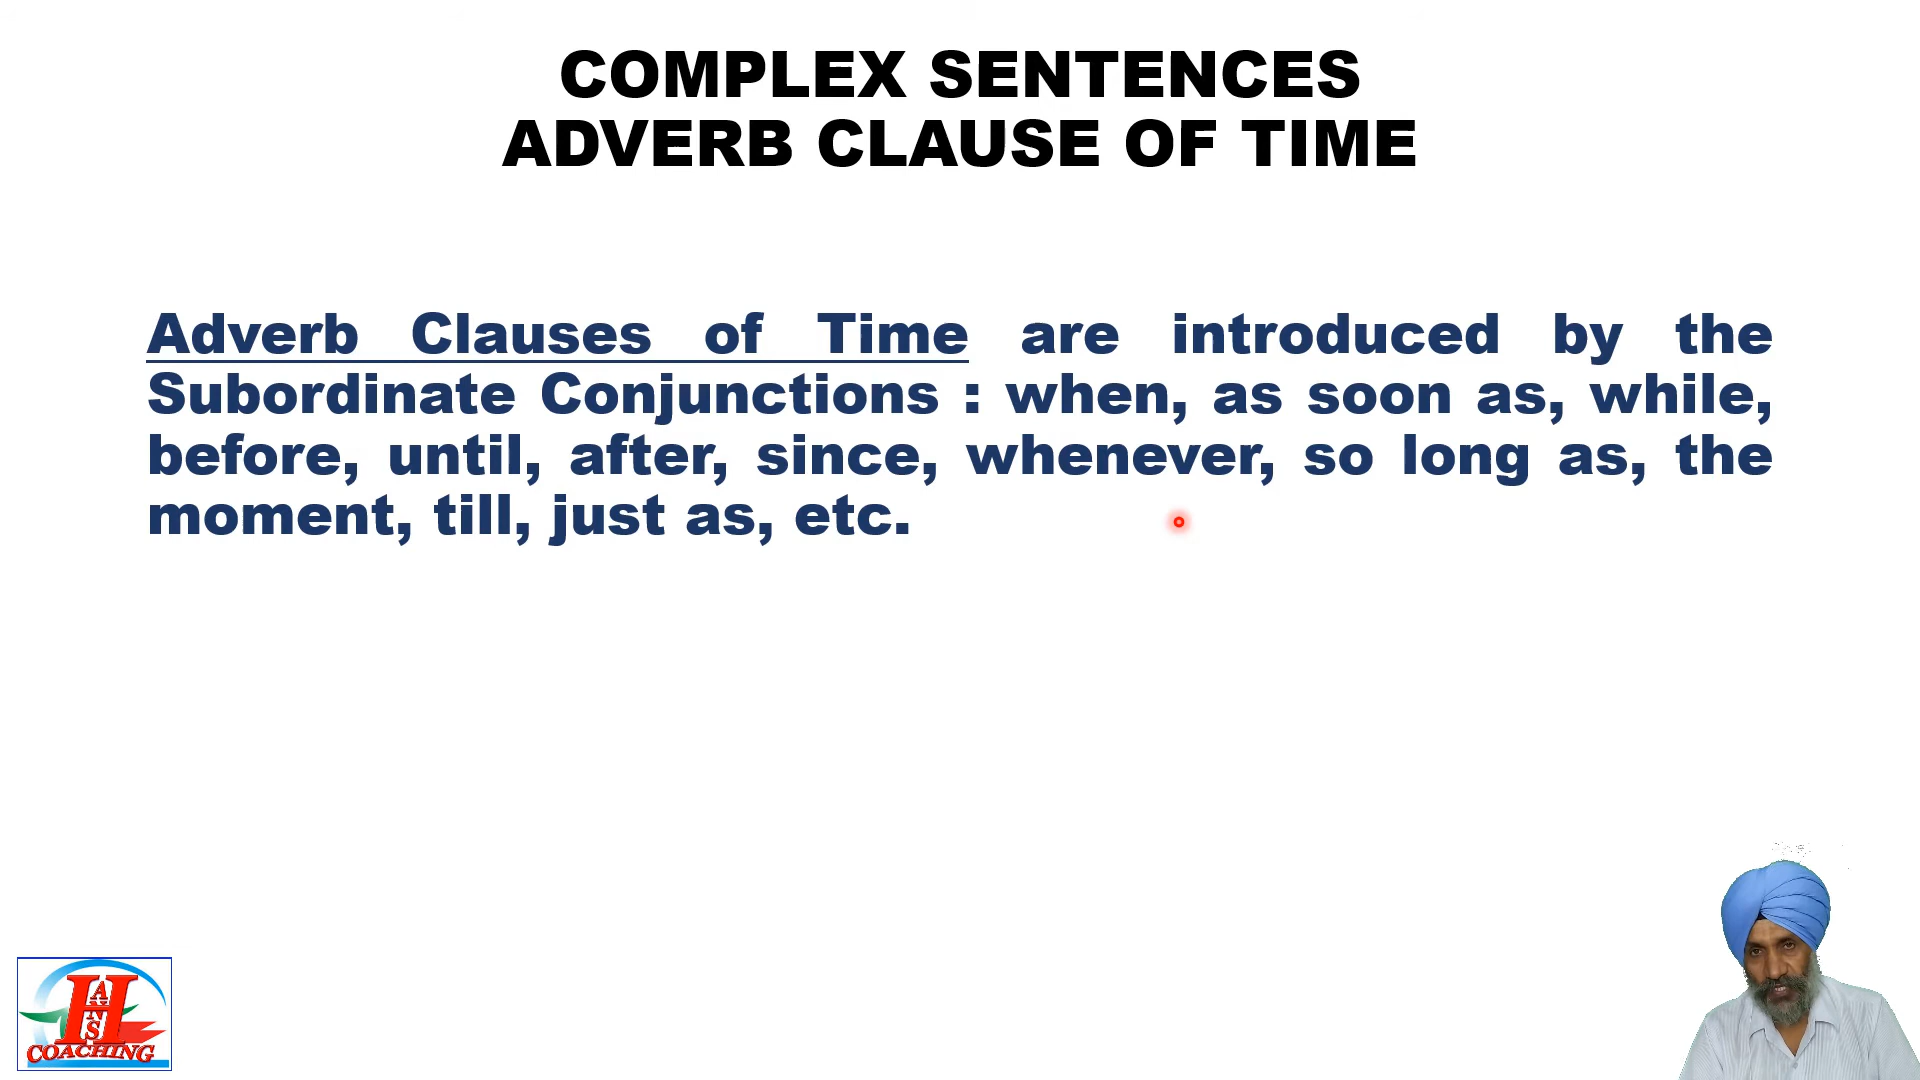 COMPLEX SENTENCES
ADVERB CLAUSE OF TIME
Adverb Clauses of Time are introduced by the
Subordinate Conjunctions : when, as soon as, while,
before, until, after, since, whenever, so long as, the
moment, till, just as, etc.
HANS
COACHING